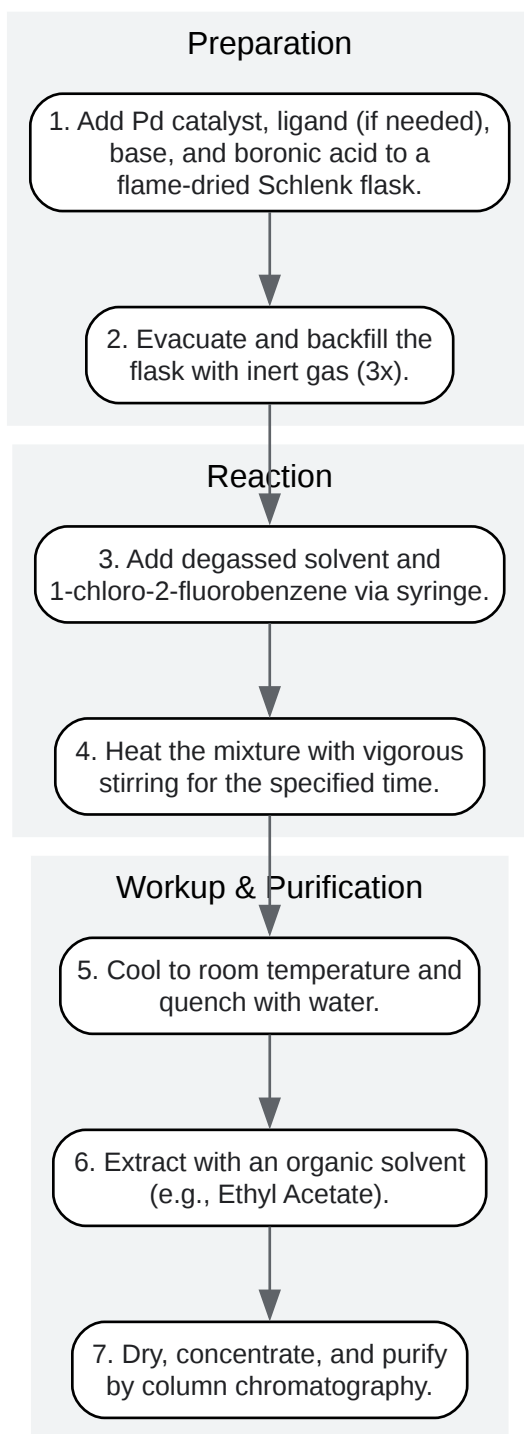 Preparation
1. Add Pd catalyst, ligand (if needed),
base, and boronic acid to a
flame-dried Schlenk flask.
2. Evacuate and backfill the
flask with inert gas (3x).
Reaction
3. Add degassed solvent and
1-chloro-2-fluorobenzene via syringe.
4. Heat the mixture with vigorous
stirring for the specified time.
Workup & Purification
5. Cool to room temperature and
quench with water.
6. Extract with an organic solvent
(e.g., Ethyl Acetate).
7. Dry, concentrate, and purify
by column chromatography.